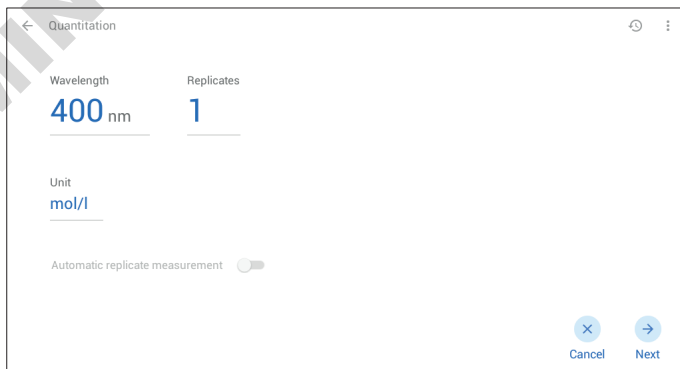 Quantitation
Wavelength Replicates
400 nm 1
Unit
mol/l
Automatic replicate measurement
Cancel Next